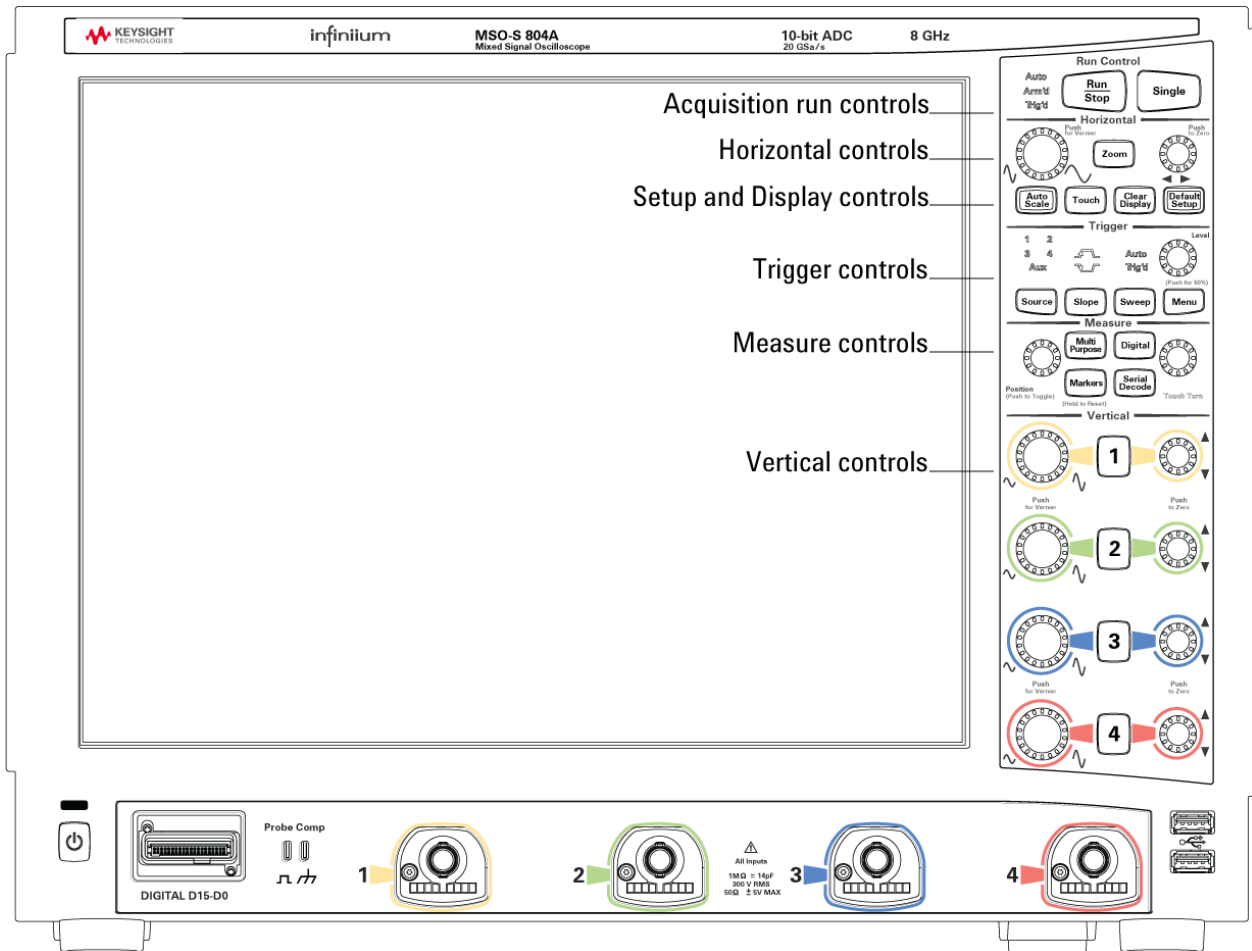 KEYSIGHT
TECHNOLOGIES
infiniium
MSO-S 804A
Mixed Signal Oscilloscope
10-bit ADC
20 GSa/s
8 GHz
Acquisition run controls
Horizontal controls
Setup and Display controls
Trigger controls
Measure controls
Vertical controls
Run Control
Auto
Arm'd
Trig'd
Run
Stop
Single
Horizontal
Push
for Vernier
Zoom
Push
to Zero
Auto
Scale
Touch
Clear
Display
Default
Setup
Trigger
1 2
3 4
Aux
Auto
Trig'd
Level
(Push for 50%)
Source
Slope
Sweep
Menu
Measure
Multi
Purpose
Digital
Markers
Serial
Decode
Position
(Push to Toggle)
(Hold to Reset)
Touch Turn
Vertical
1
Push
for Vernier
Push
to Zero
2
3
Push
for Vernier
Push
to Zero
4
DIGITAL D15-D0
Probe Comp
1
2
All Inputs
1MΩ = 14pF
300 V RMS
50Ω ± 5V MAX
3
4